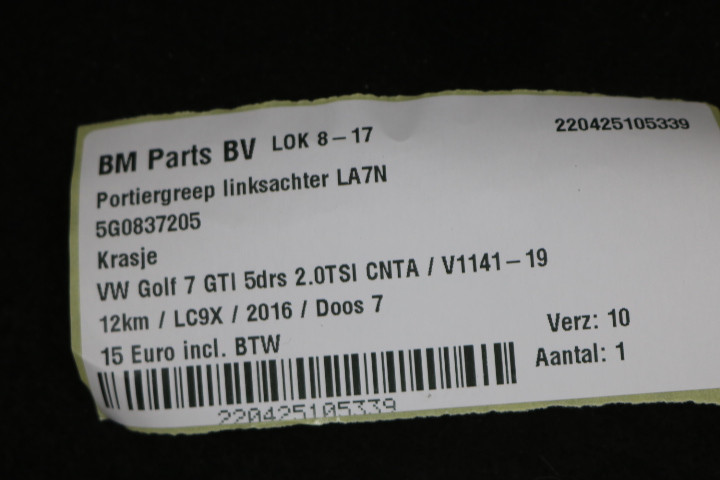 BM Parts BV LOK 8-17 220425105339
Portiergreep linksachter LA7N
5G0837205
Krasje
VW Golf 7 GTI 5drs 2.0TSI CNTA / V1141-19
12km / LC9X / 2016 / Doos 7
15 Euro incl. BTW
Verz: 10
Aantal: 1
220425105339